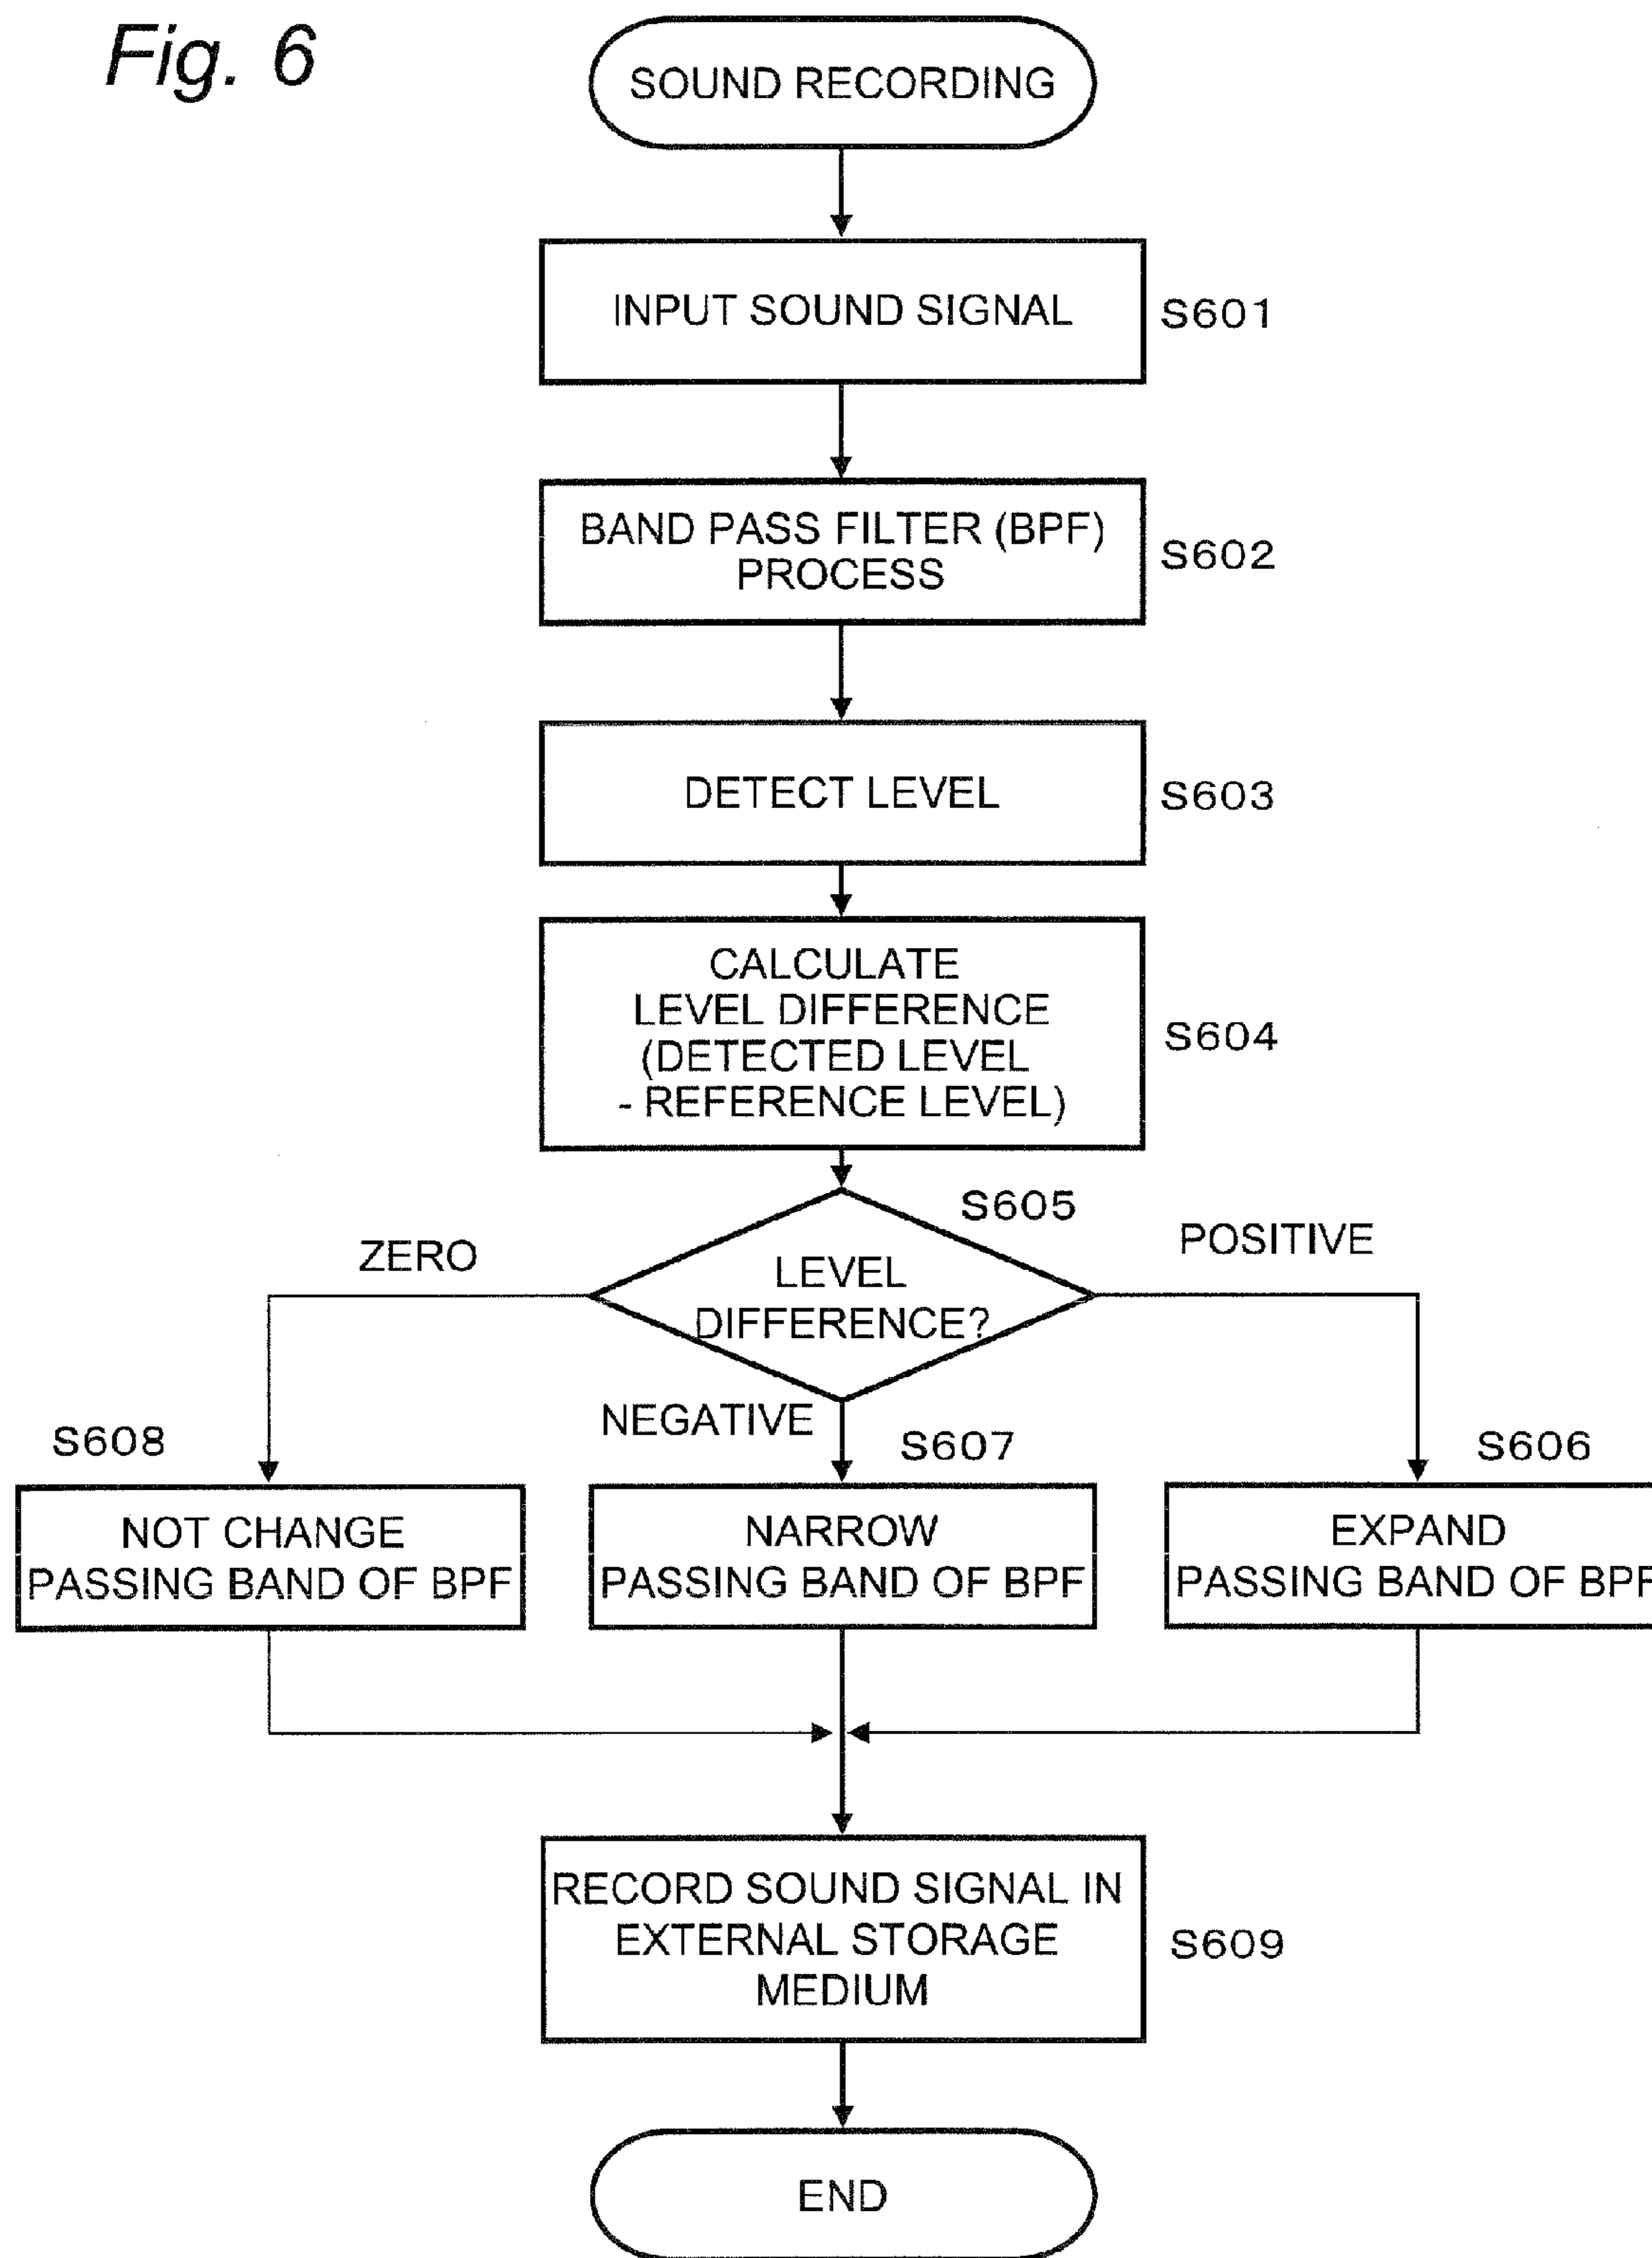 Fig. 6
SOUND RECORDING
INPUT SOUND SIGNAL
S601
BAND PASS FILTER (BPF)
PROCESS
S602
DETECT LEVEL
S603
CALCULATE
LEVEL DIFFERENCE
(DETECTED LEVEL
- REFERENCE LEVEL)
S604
S605
LEVEL
DIFFERENCE?
ZERO
POSITIVE
NEGATIVE
S608
NOT CHANGE
PASSING BAND OF BPF
S607
NARROW
PASSING BAND OF BPF
S606
EXPAND
PASSING BAND OF BPF
RECORD SOUND SIGNAL IN
EXTERNAL STORAGE
MEDIUM
S609
END